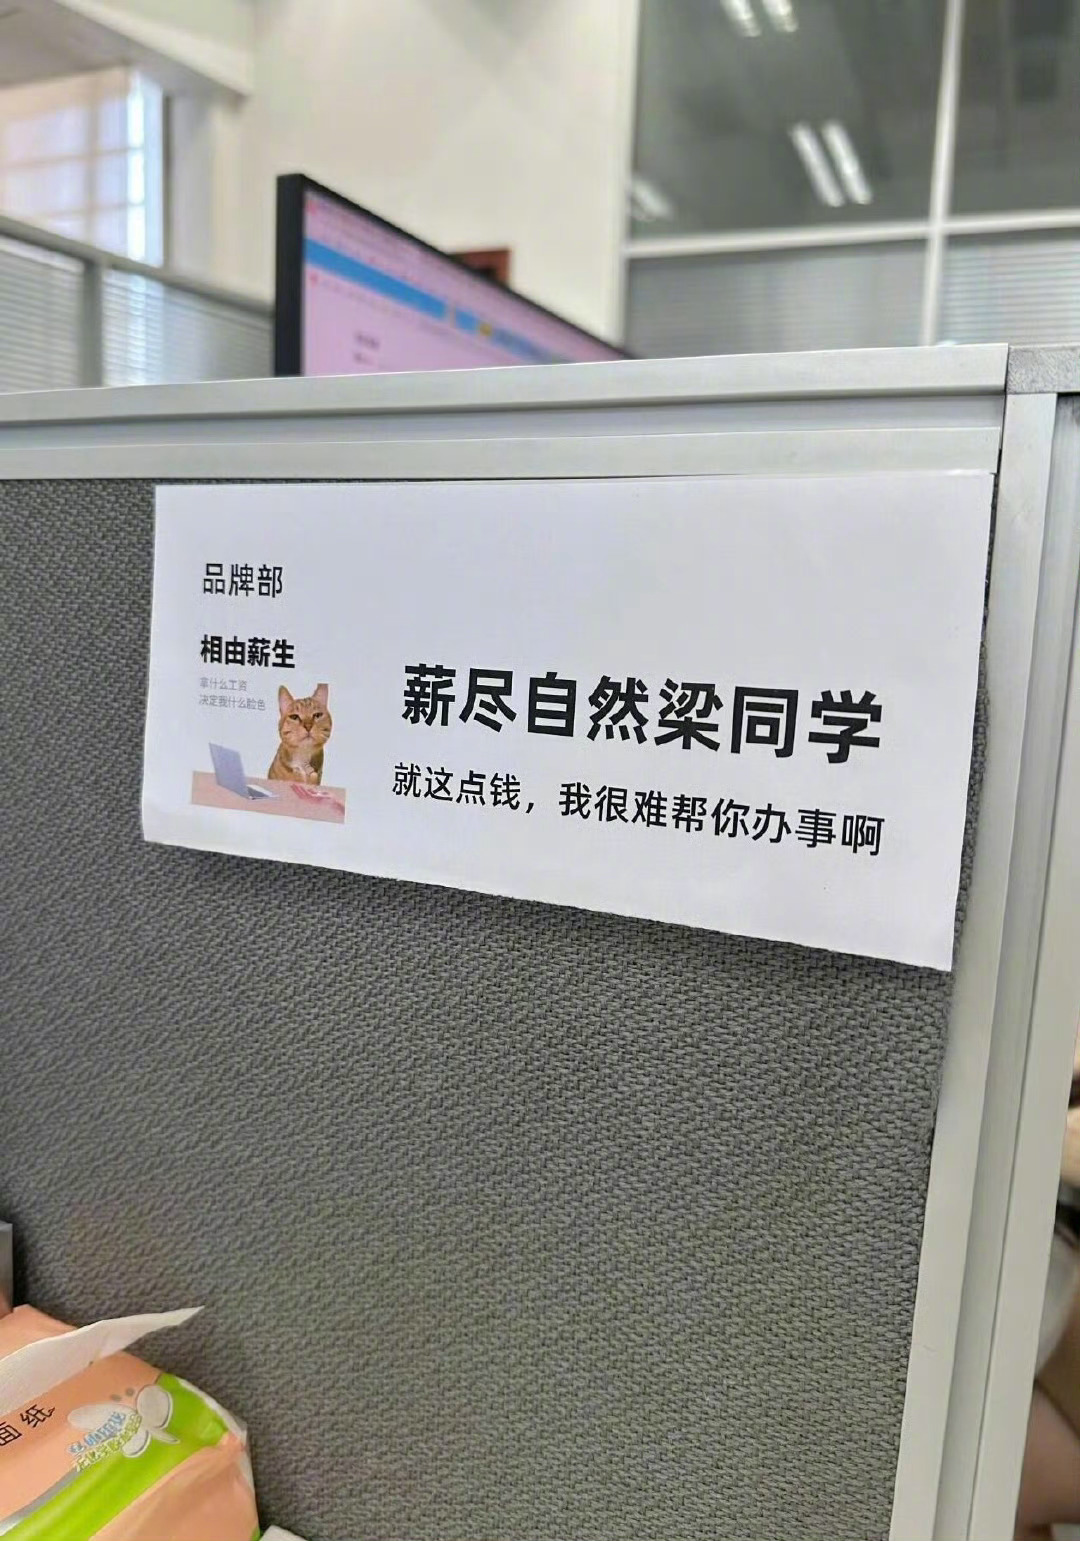 品牌部
相由薪生
拿什么工资
决定我什么脸色
薪尽自然梁同学
就这点钱，我很难帮你办事啊
面纸